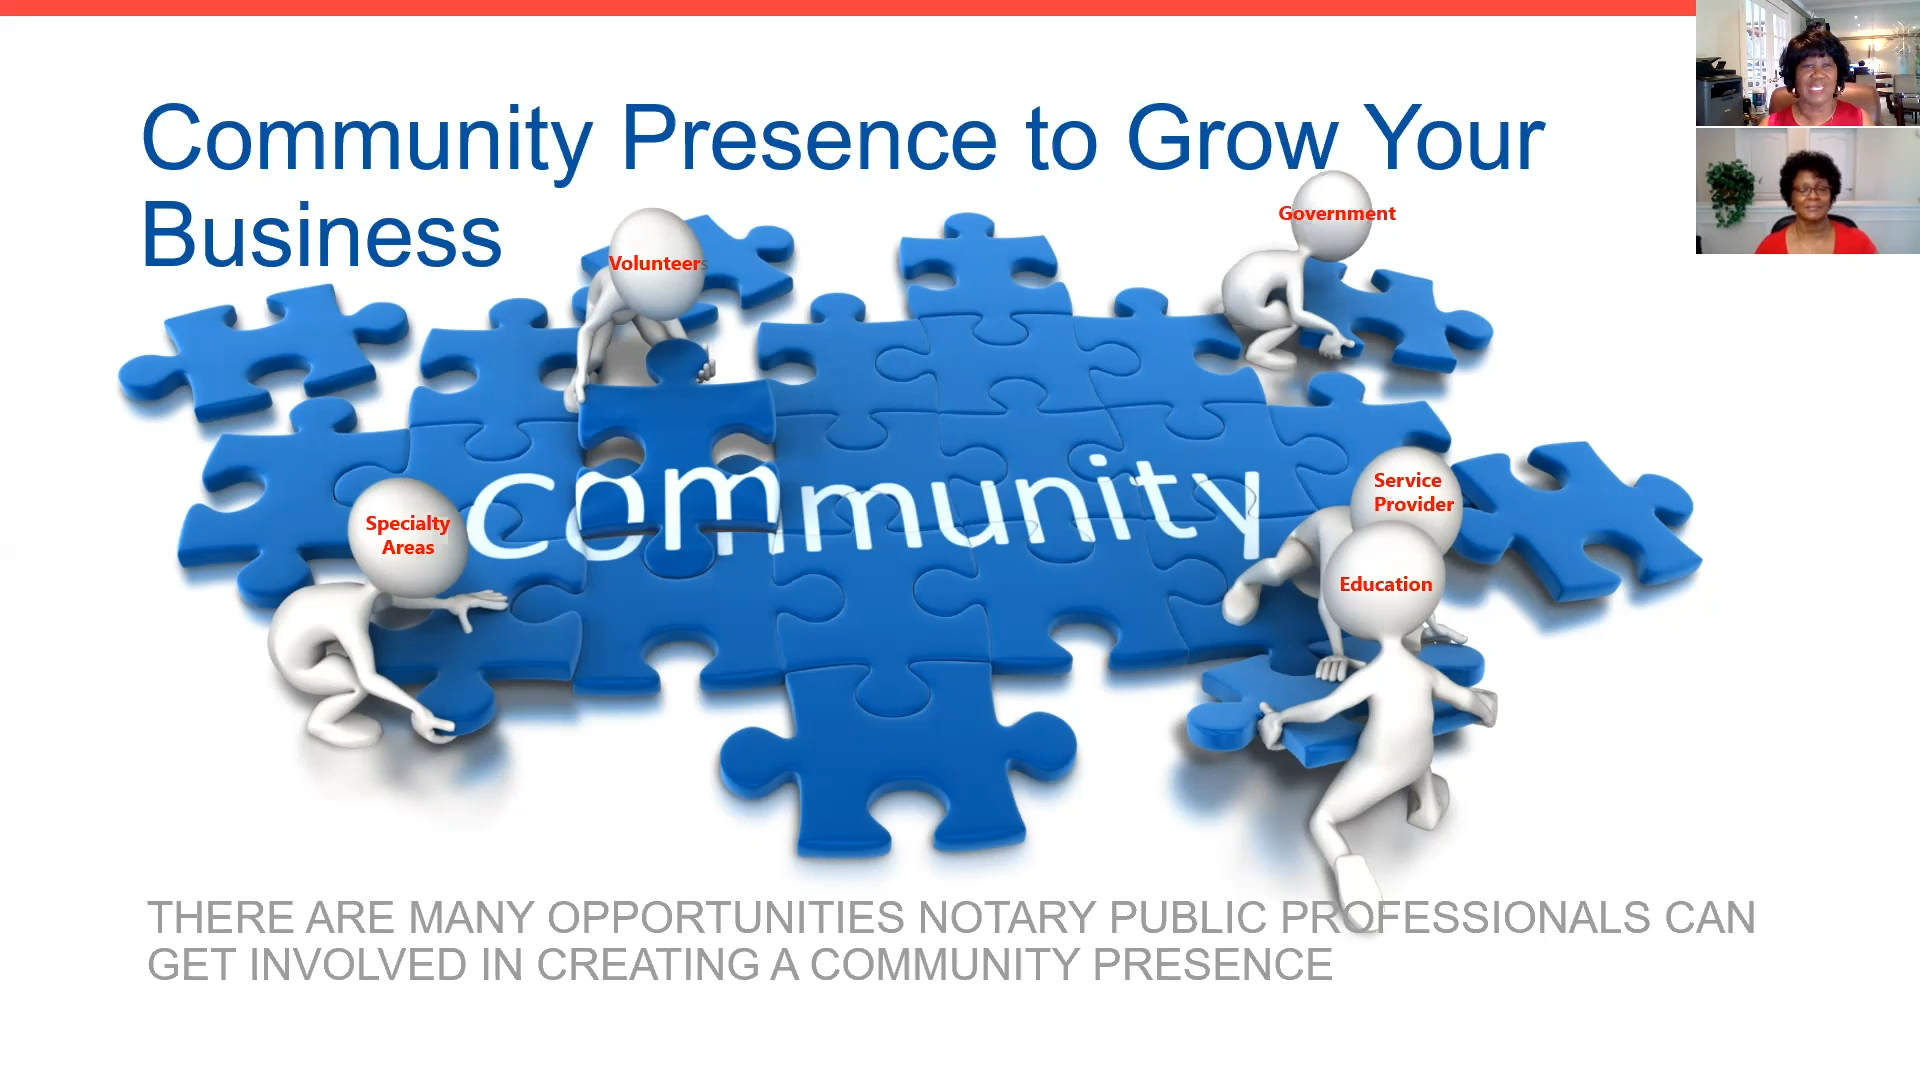 Community Presence to Grow Your
Business
Government
Volunteers
Service
Provider
Specialty
Areas
Community
Education
THERE ARE MANY OPPORTUNITIES NOTARY PUBLIC PROFESSIONALS CAN
GET INVOLVED IN CREATING A COMMUNITY PRESENCE